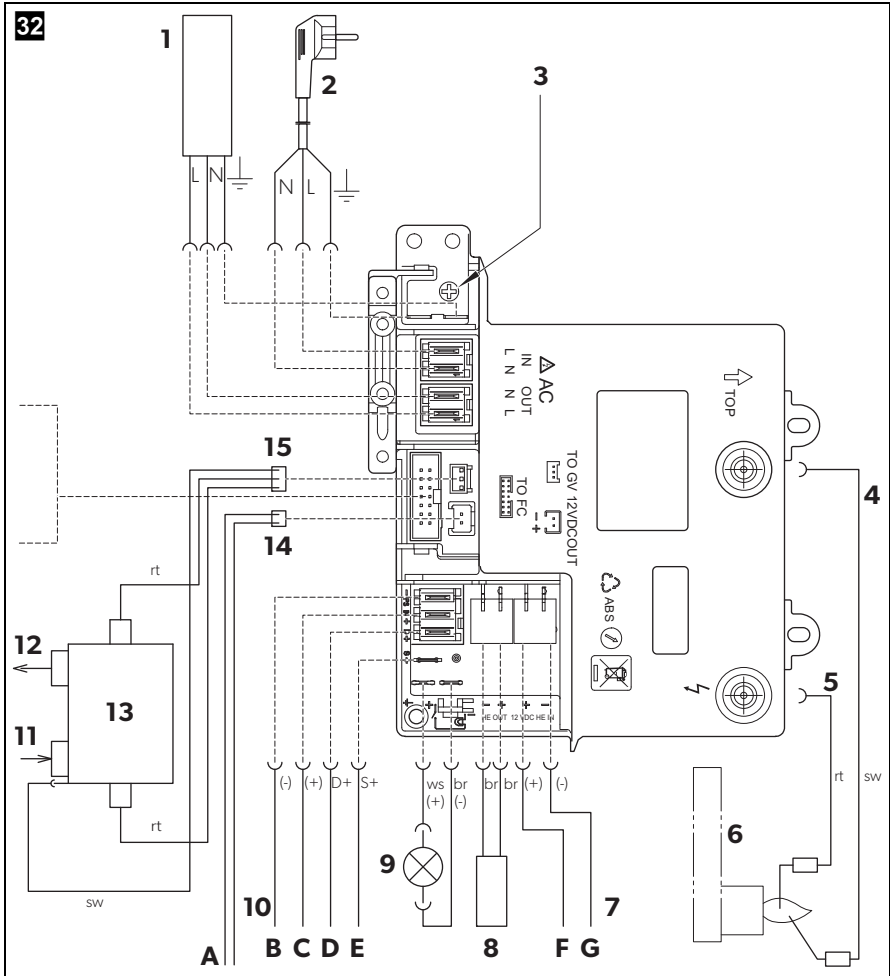 32
1
2
3
L
N
N
L
L N
IN
OUT
N L
AC
TOP
TO GV
12VDCOUT
TO FC
- +
ABS
15
14
4
5
rt
12
13
11
rt
sw
+
-
HE OUT
12 VDC
HE IN
- +
+ -
(-)
(+)
D+
S+
ws
(+)
br
(-)
br
br
(+)
(-)
rt
sw
6
9
10
7
8
A
B
C
D
E
F
G